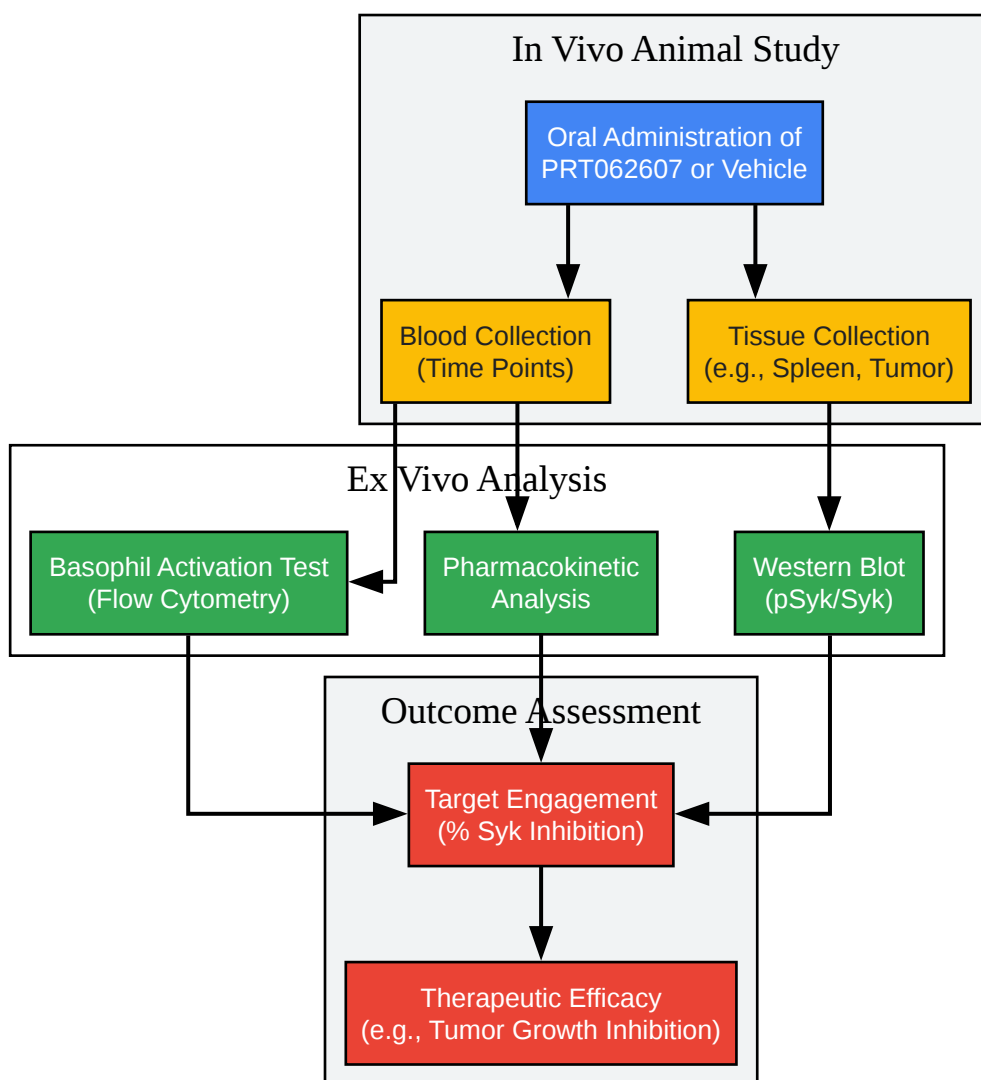 In Vivo Animal Study
Oral Administration of
PRT062607 or Vehicle
Blood Collection
(Time Points)
Tissue Collection
(e.g., Spleen, Tumor)
Ex Vivo Analysis
Basophil Activation Test
(Flow Cytometry)
Pharmacokinetic
Analysis
Western Blot
(pSyk/Syk)
Outcome Assessment
Target Engagement
(% Syk Inhibition)
Therapeutic Efficacy
(e.g., Tumor Growth Inhibition)